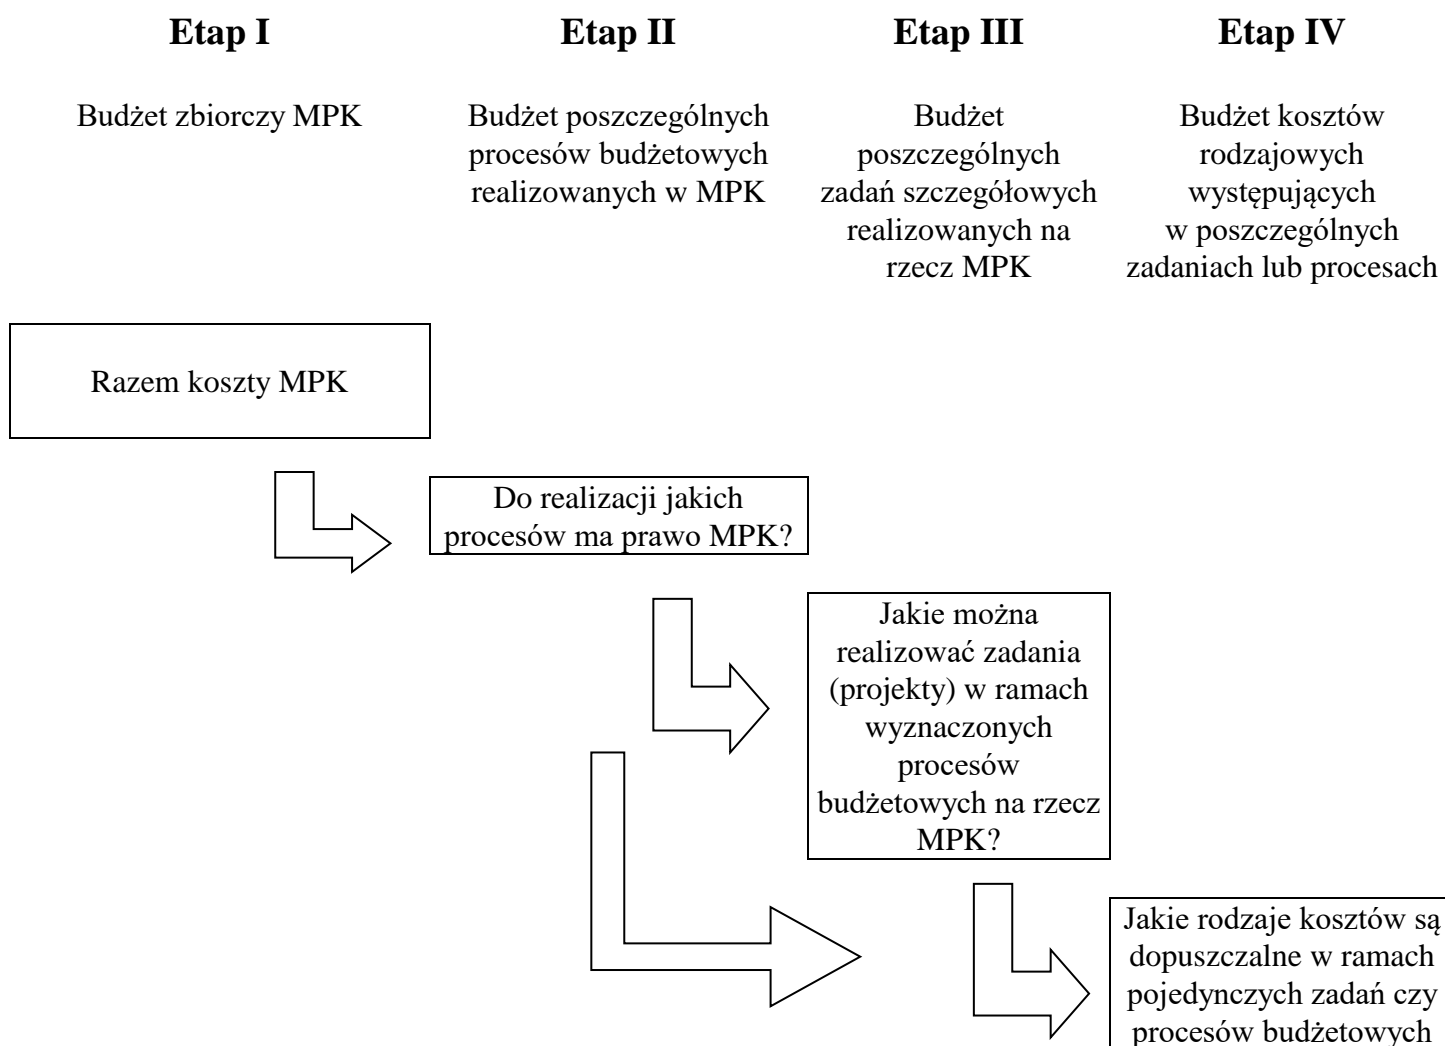 Etap I
Etap II
Etap III
Etap IV
Budżet zbiorczy MPK
Budżet poszczególnych
procesów budżetowych
realizowanych w MPK
Budżet
poszczególnych
zadań szczegółowych
realizowanych na
rzecz MPK
Budżet kosztów
rodzajowych
występujących
w poszczególnych
zadaniach lub procesach
Razem koszty MPK
Do realizacji jakich
procesów ma prawo MPK?
Jakie można
realizować zadania
(projekty) w ramach
wyznaczonych
procesów
budżetowych na rzecz
MPK?
Jakie rodzaje kosztów są
dopuszczalne w ramach
pojedynczych zadań czy
procesów budżetowych